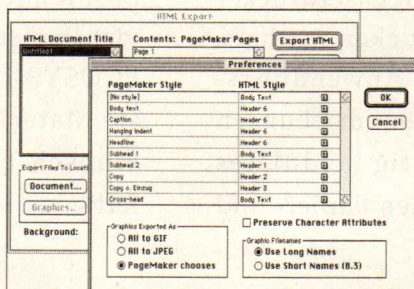 HTML Export
HTML Document Title
Contents: PageMaker Pages
Export HTML
Untitled1
Page 1
Preferences
PageMaker Style
HTML Style
[No style]
Body Text
Body text
Header 6
Caption
Header 6
Hanging indent
Header 6
Headline
Header 6
Subhead 1
Body Text
Subhead 2
Header 1
Copy
Header 2
Copy o. Einzug
Header 3
Cross-head
Body Text
OK
Cancel
Export Files To Locati
Document...
Graphics...
Background:
Graphics Exported As
All to GIF
All to JPEG
PageMaker chooses
Preserve Character Attributes
Graphic Filenames
Use Long Names
Use Short Names (8.3)